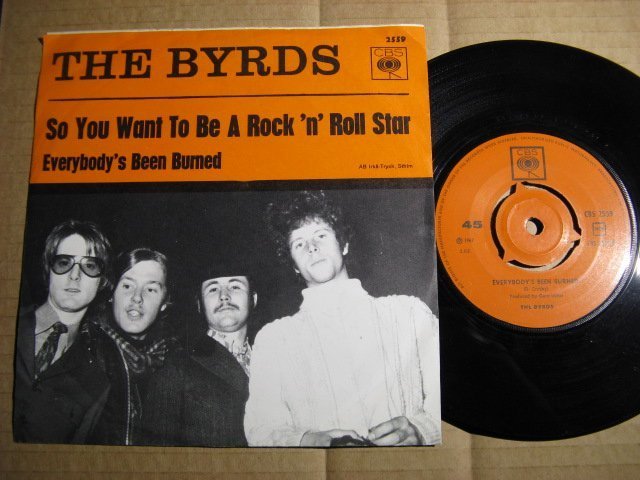 2559
CBS
THE BYRDS
So You Want To Be A Rock 'n' Roll Star
Everybody's Been Burned
AB Irkå-Tryck, Sthlm
CBS
45
CBS 2559
EVERYBODY'S BEEN BURNED
THE BYRDS